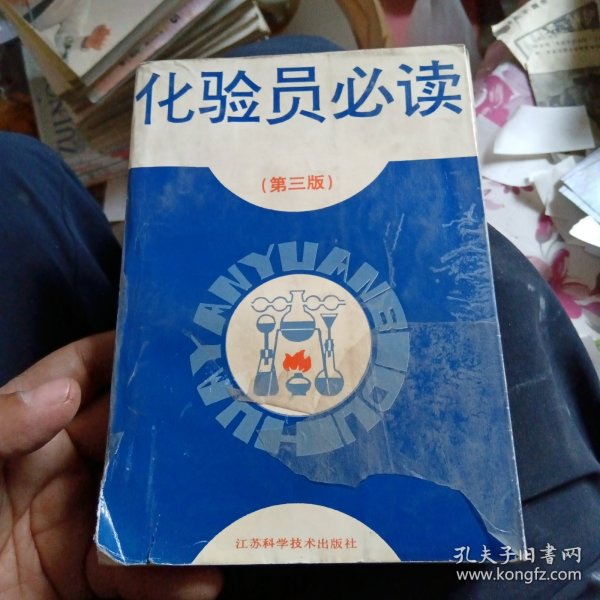 化验员必读
（第三版）
HUAYANYUANBIDU
江苏科学技术出版社
孔夫子旧書网
www.kongfz.com